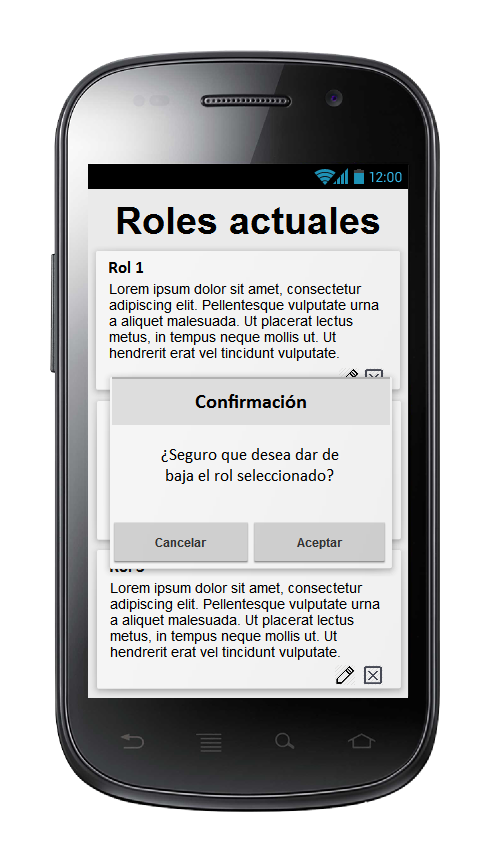 12:00
Roles actuales
Rol 1
Lorem ipsum dolor sit amet, consectetur
adipiscing elit. Pellentesque vulputate urna
a aliquet malesuada. Ut placerat lectus
metus, in tempus neque mollis ut. Ut
hendrerit erat vel tincidunt vulputate.
Confirmación
¿Seguro que desea dar de
baja el rol seleccionado?
Cancelar
Aceptar
Rol 3
Lorem ipsum dolor sit amet, consectetur
adipiscing elit. Pellentesque vulputate urna
a aliquet malesuada. Ut placerat lectus
metus, in tempus neque mollis ut. Ut
hendrerit erat vel tincidunt vulputate.